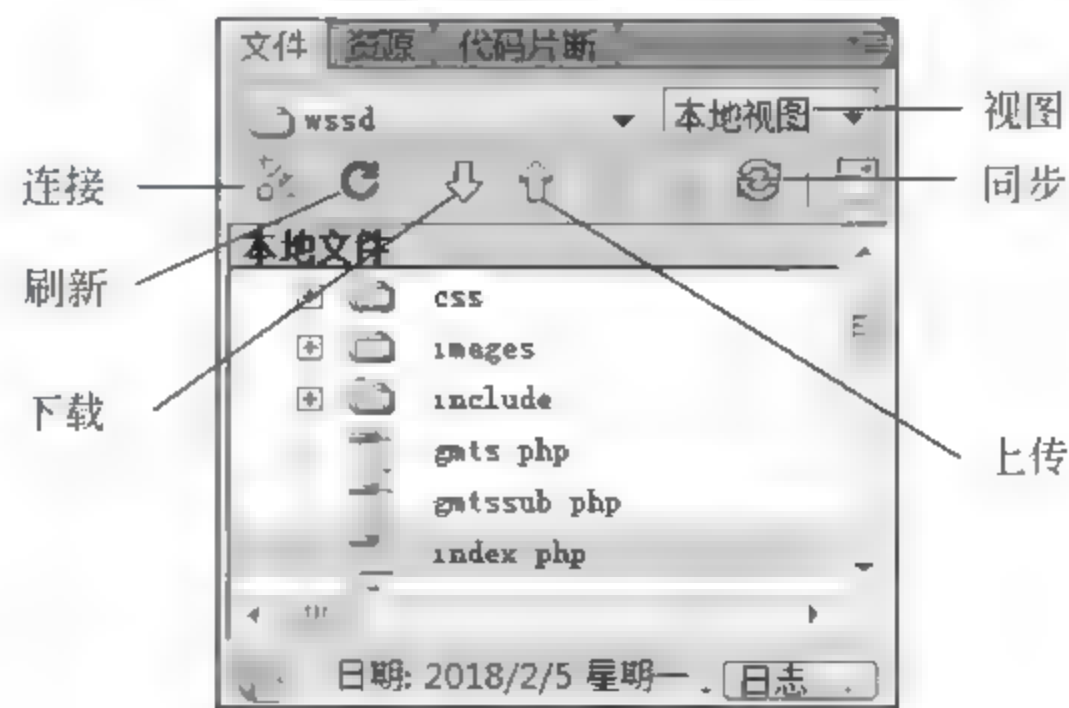 文件 资源 代码片断
wssd 本地视图 视图
连接 同步
本地文件
刷新 css
images
下载 include
gmts php
上传
gmtssub php
index php
日期: 2018/2/5 星期一 日志